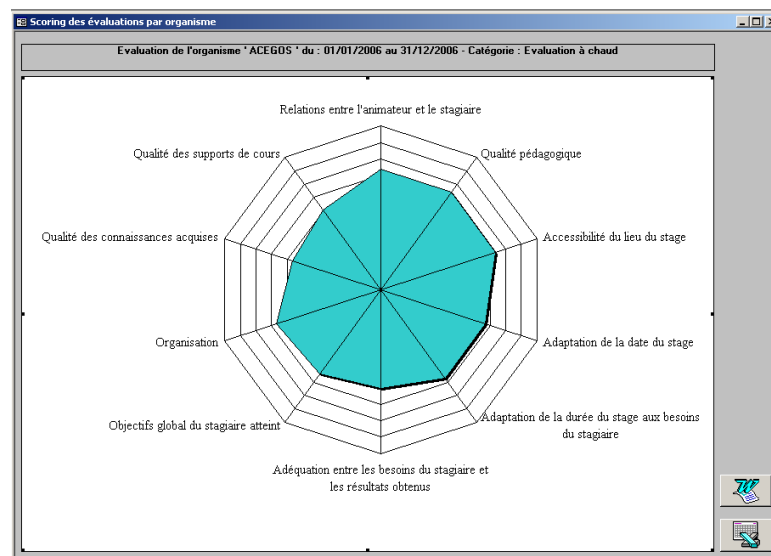 Scoring des évaluations par organisme
Evaluation de l'organisme ' ACEGOS ' du : 01/01/2006 au 31/12/2006 - Catégorie : Evaluation à chaud
Relations entre l'animateur et le stagiaire
Qualité des supports de cours
Qualité pédagogique
Qualité des connaissances acquises
Accessibilité du lieu du stage
Organisation
Adaptation de la date du stage
Objectifs global du stagiaire atteint
Adaptation de la durée du stage aux besoins
du stagiaire
Adéquation entre les besoins du stagiaire et
les résultats obtenus